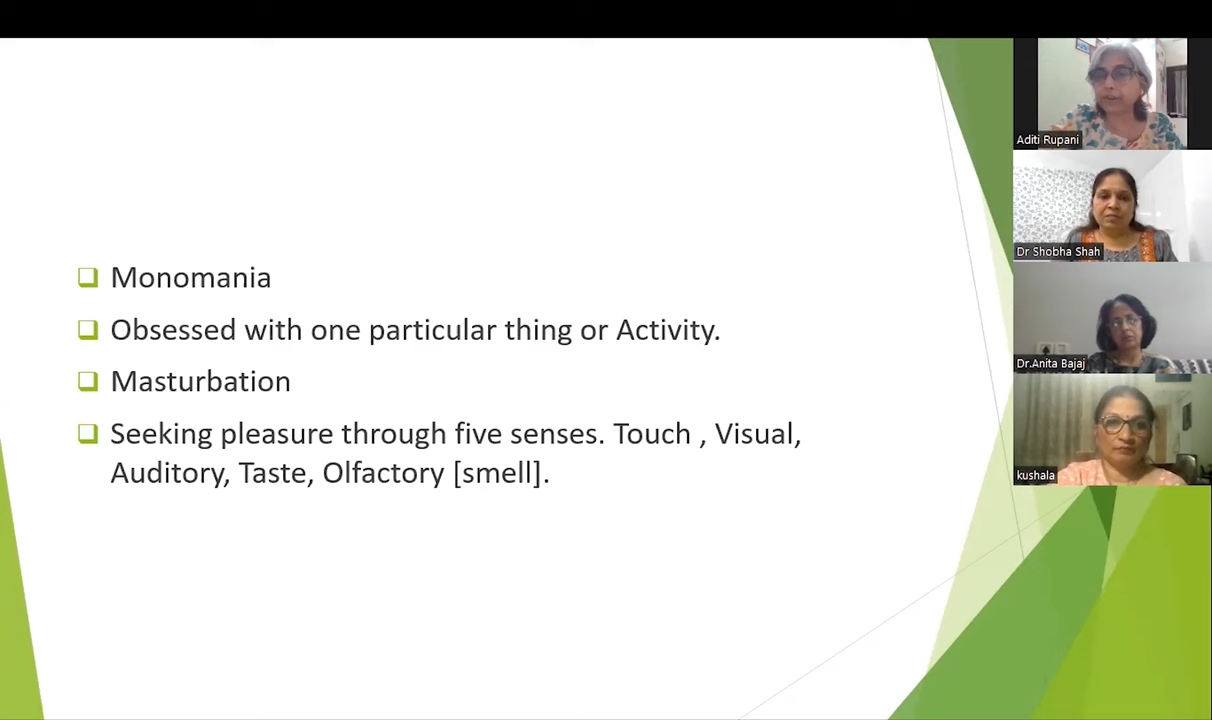 Monomania
Obsessed with one particular thing or Activity.
Masturbation
Seeking pleasure through five senses. Touch , Visual,
Auditory, Taste, Olfactory [smell].
Aditi Rupani
Dr Shobha Shah
Dr.Anita Bajaj
kushala